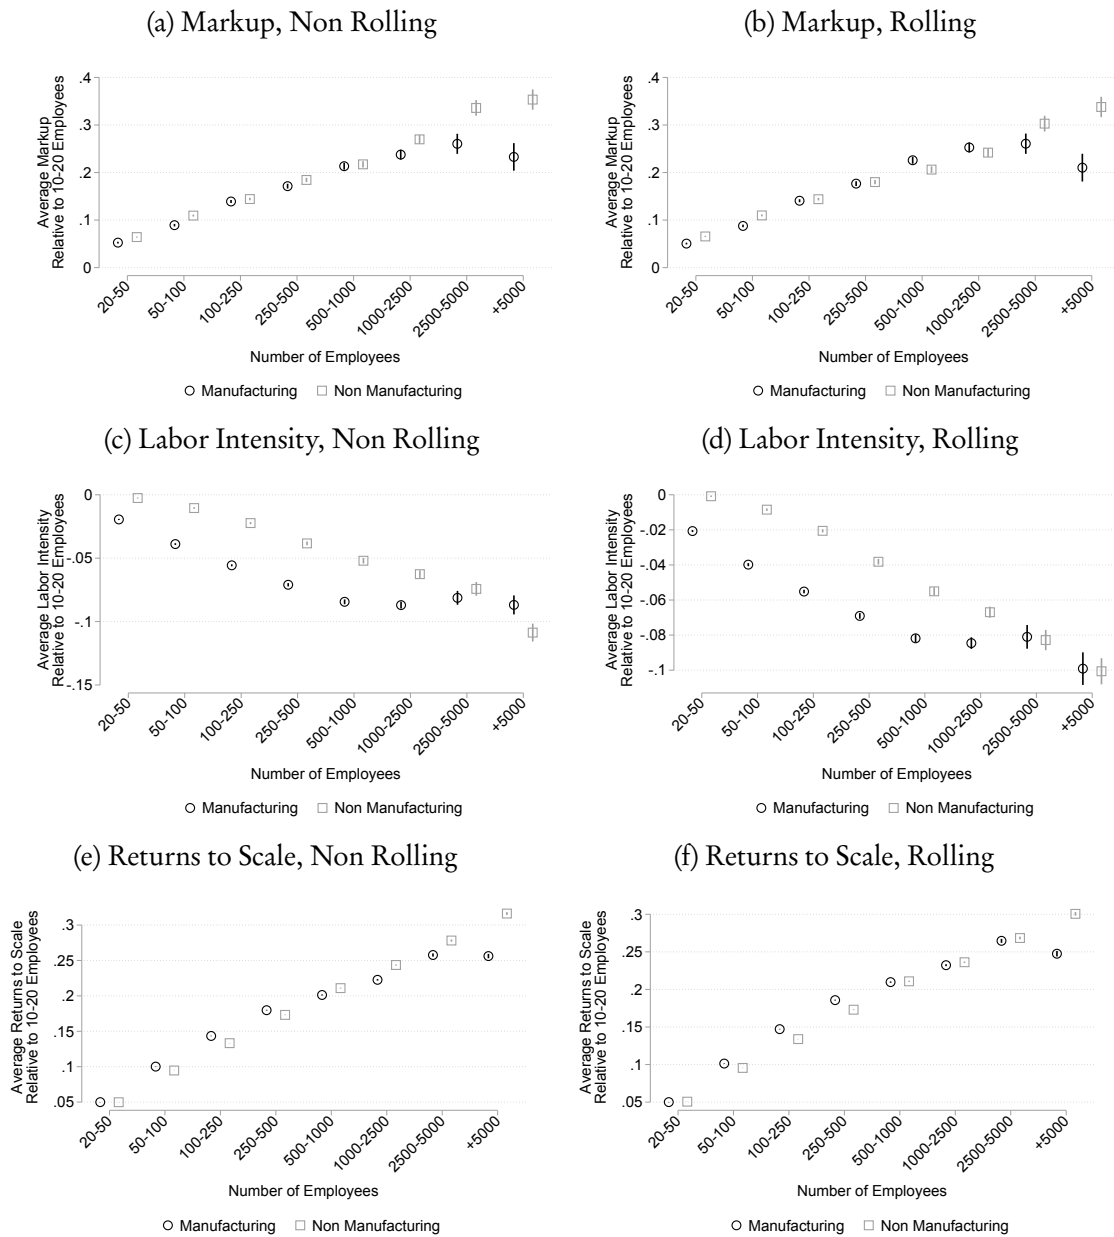 (a) Markup, Non Rolling
Average Markup
Relative to 10-20 Employees
.4
.3
.2
.1
0
20-50
50-100
100-250
250-500
500-1000
1000-2500
2500-5000
+5000
Number of Employees
Manufacturing
Non Manufacturing
(b) Markup, Rolling
Average Markup
Relative to 10-20 Employees
.4
.3
.2
.1
0
20-50
50-100
100-250
250-500
500-1000
1000-2500
2500-5000
+5000
Number of Employees
Manufacturing
Non Manufacturing
(c) Labor Intensity, Non Rolling
Average Labor Intensity
Relative to 10-20 Employees
0
-.05
-.1
-.15
20-50
50-100
100-250
250-500
500-1000
1000-2500
2500-5000
+5000
Number of Employees
Manufacturing
Non Manufacturing
(d) Labor Intensity, Rolling
Average Labor Intensity
Relative to 10-20 Employees
0
-.02
-.04
-.06
-.08
-.1
20-50
50-100
100-250
250-500
500-1000
1000-2500
2500-5000
+5000
Number of Employees
Manufacturing
Non Manufacturing
(e) Returns to Scale, Non Rolling
Average Returns to Scale
Relative to 10-20 Employees
.3
.25
.2
.15
.1
.05
20-50
50-100
100-250
250-500
500-1000
1000-2500
2500-5000
+5000
Number of Employees
Manufacturing
Non Manufacturing
(f) Returns to Scale, Rolling
Average Returns to Scale
Relative to 10-20 Employees
.3
.25
.2
.15
.1
.05
20-50
50-100
100-250
250-500
500-1000
1000-2500
2500-5000
+5000
Number of Employees
Manufacturing
Non Manufacturing